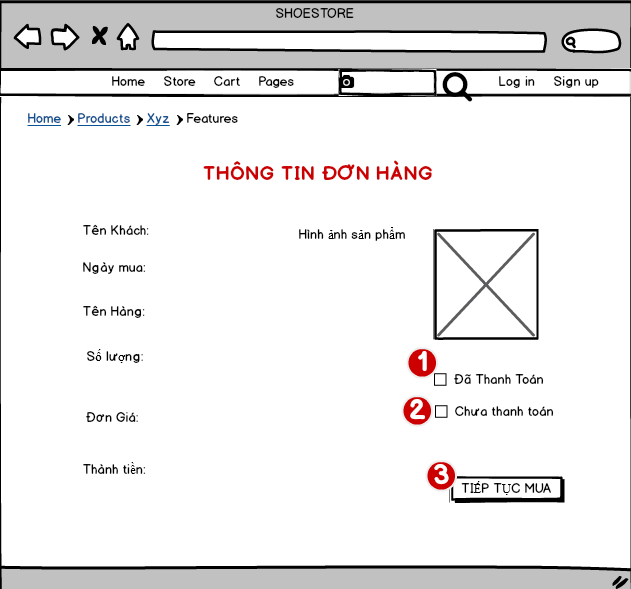 SHOESTORE
Home Store Cart Pages Log in Sign up
Home Products Xyz Features
THÔNG TIN ĐƠN HÀNG
Tên Khách:
Hình ảnh sản phẩm
Ngày mua:
Tên Hàng:
Số lượng:
1
Đã Thanh Toán
2
Chưa thanh toán
Đơn Giá:
Thành tiền:
3
TIẾP TỤC MUA